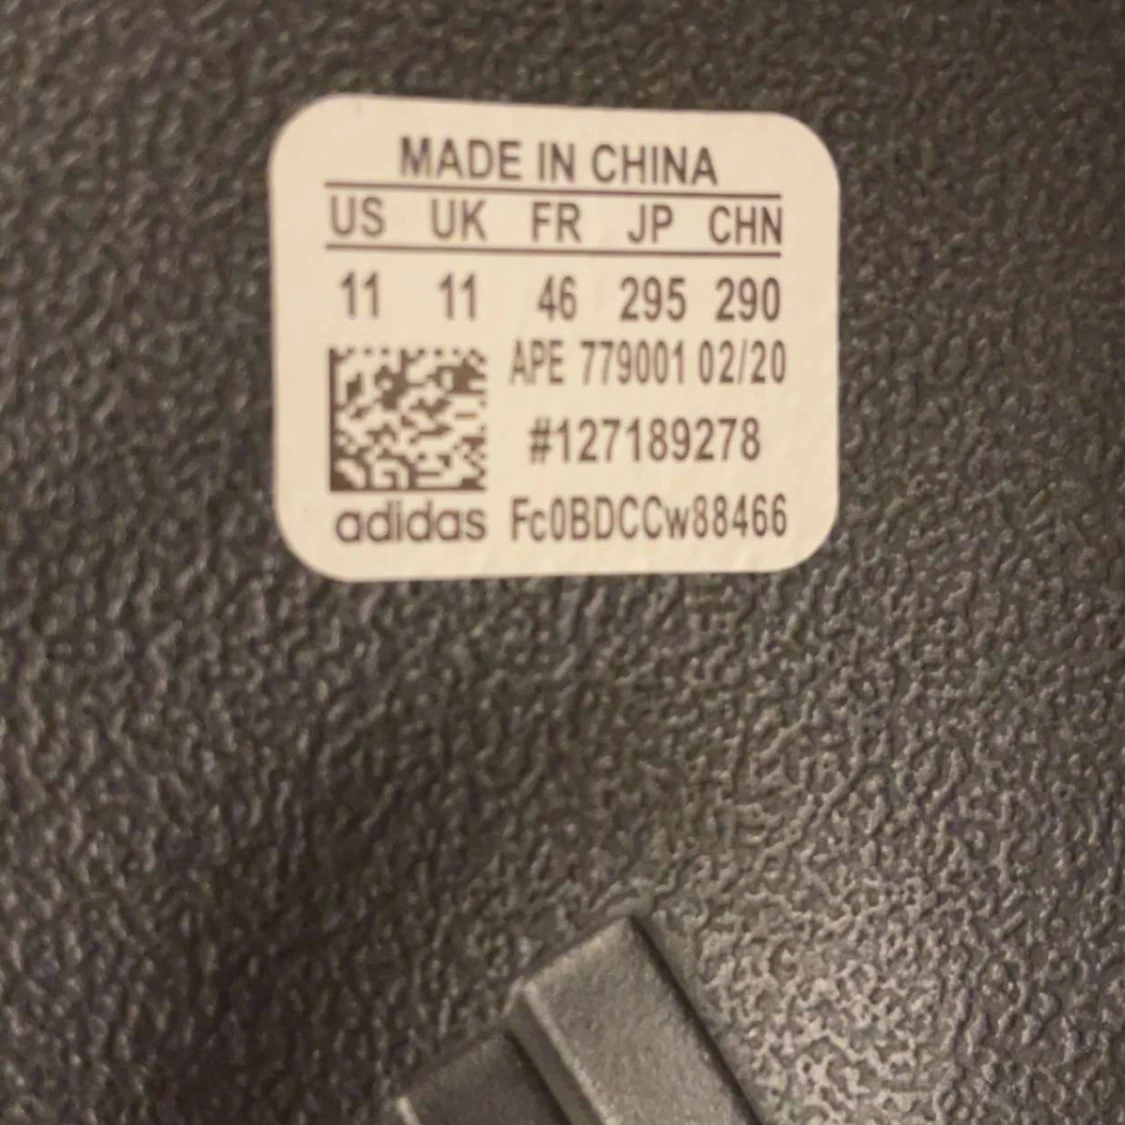 MADE IN CHINA
US UK FR JP CHN
11 11 46 295 290
APE 779001 02/20
#127189278
adidas Fc0BDCCw88466